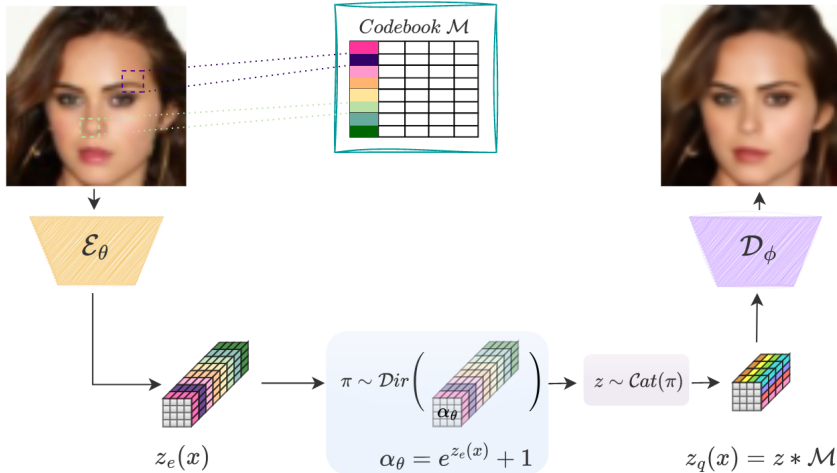 Codebook ℳ
ℰ_θ
𝒟_ϕ
π ∼ 𝒟ir( α_θ )
z ∼ 𝒞at(π)
z_e(x)
α_θ = e^{z_e(x)} + 1
z_q(x) = z ∗ ℳ